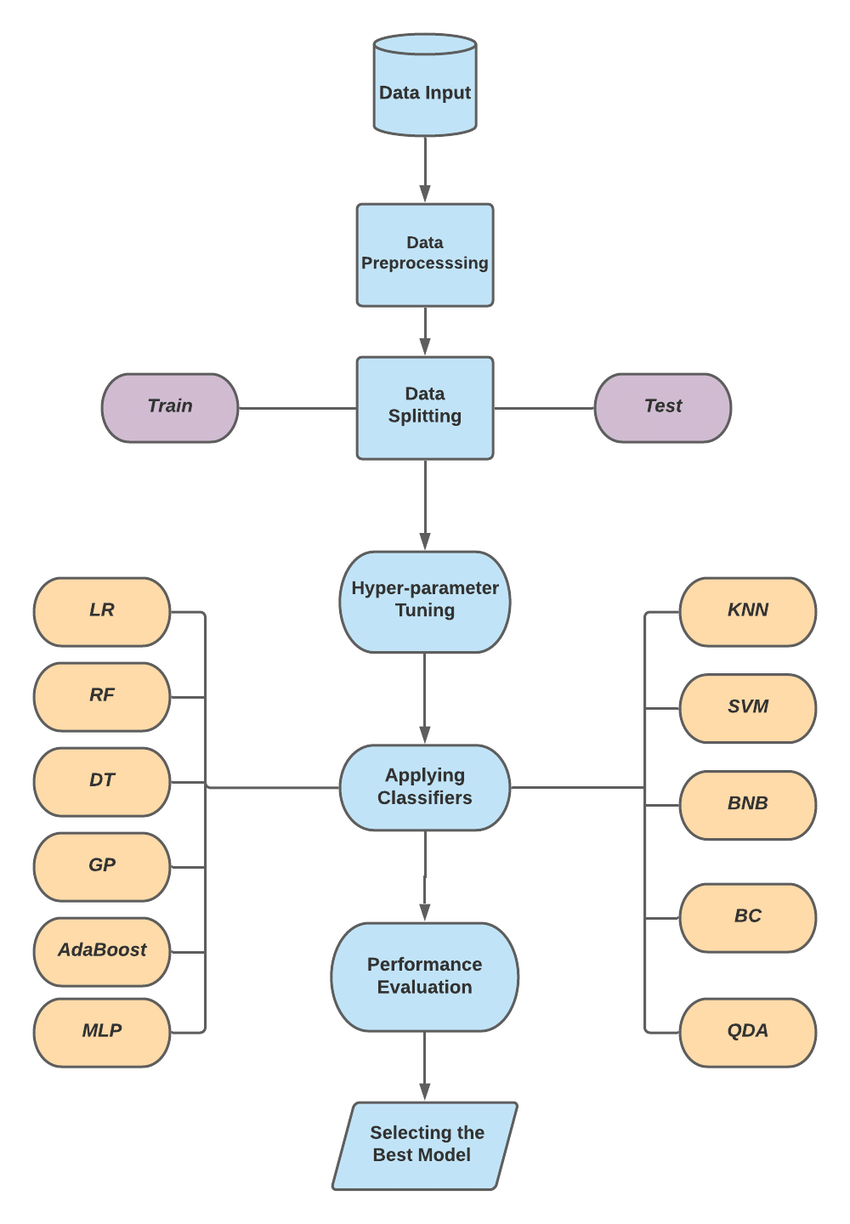 Data Input
Data
Preprocesssing
Train
Data
Splitting
Test
Hyper-parameter
Tuning
LR
RF
DT
GP
AdaBoost
MLP
Applying
Classifiers
KNN
SVM
BNB
BC
QDA
Performance
Evaluation
Selecting the
Best Model